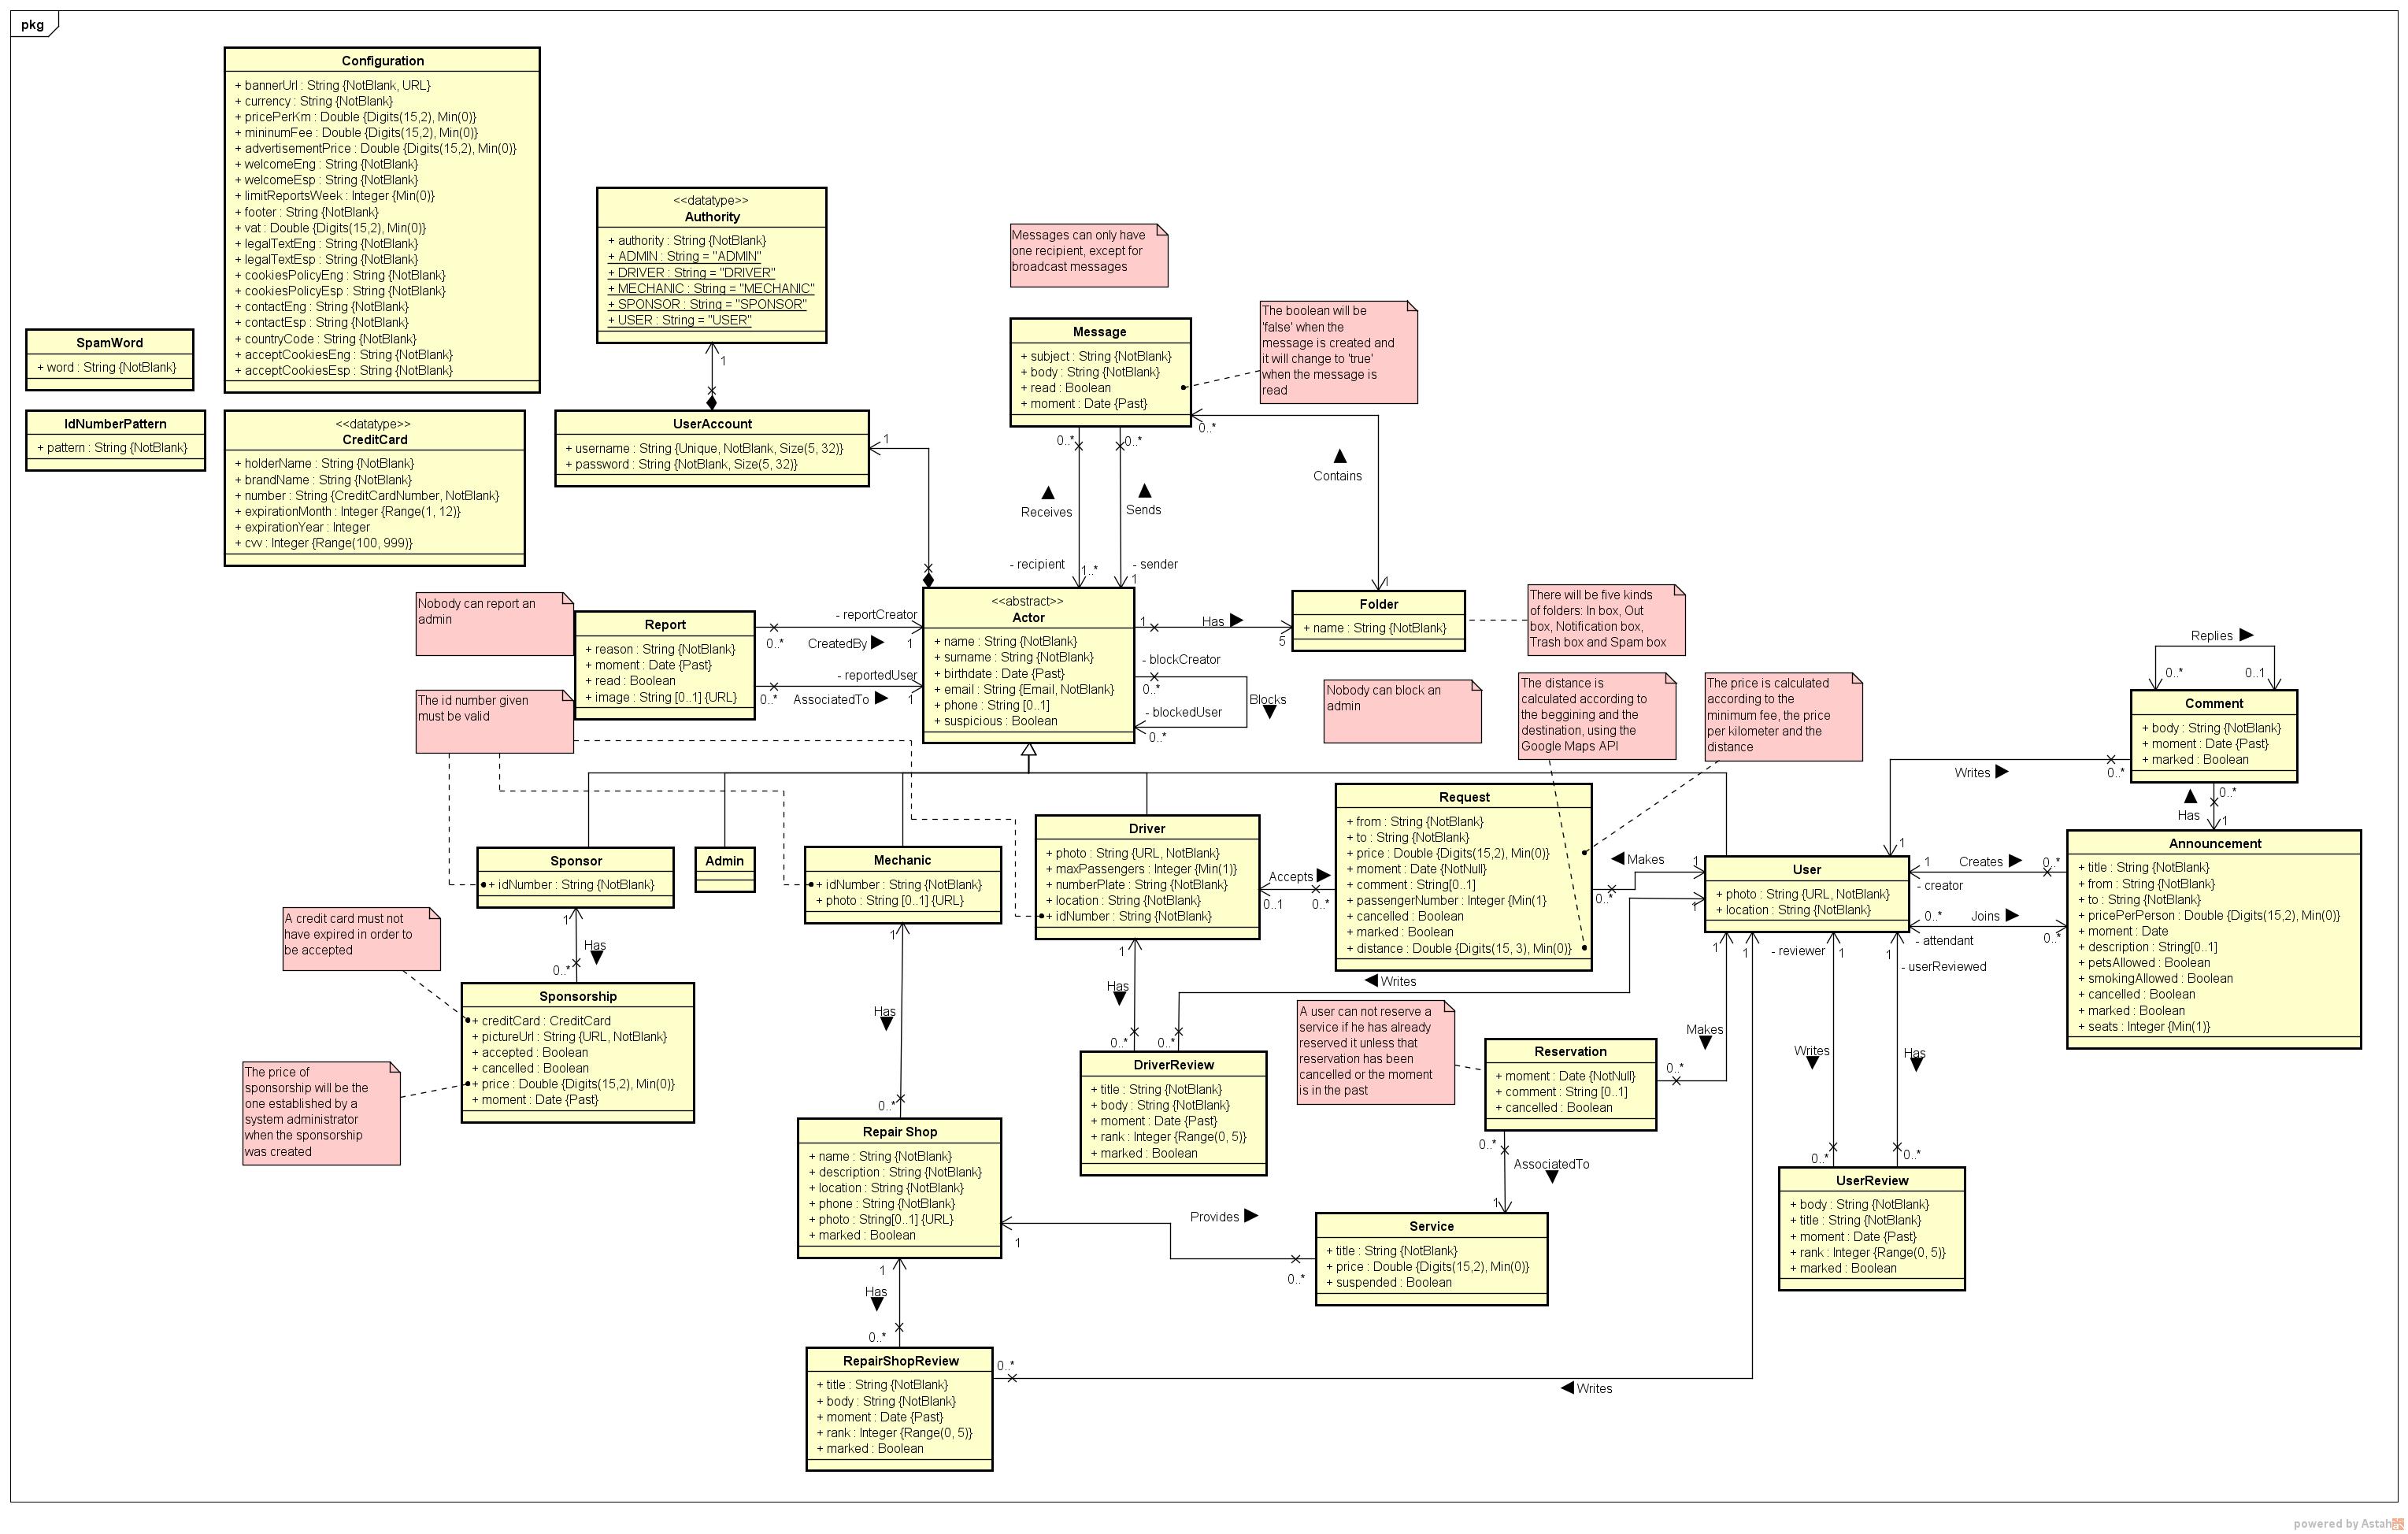 pkg
Configuration
+ bannerUrl : String {NotBlank, URL}
+ currency : String {NotBlank}
+ pricePerKm : Double {Digits(15,2), Min(0)}
+ mininumFee : Double {Digits(15,2), Min(0)}
+ advertisementPrice : Double {Digits(15,2), Min(0)}
+ welcomeEng : String {NotBlank}
+ welcomeEsp : String {NotBlank}
+ limitReportsWeek : Integer {Min(0)}
+ footer : String {NotBlank}
+ vat : Double {Digits(15,2), Min(0)}
+ legalTextEng : String {NotBlank}
+ legalTextEsp : String {NotBlank}
+ cookiesPolicyEng : String {NotBlank}
+ cookiesPolicyEsp : String {NotBlank}
+ contactEng : String {NotBlank}
+ contactEsp : String {NotBlank}
+ countryCode : String {NotBlank}
+ acceptCookiesEng : String {NotBlank}
+ acceptCookiesEsp : String {NotBlank}
SpamWord
+ word : String {NotBlank}
IdNumberPattern
+ pattern : String {NotBlank}
<<datatype>>
CreditCard
+ holderName : String {NotBlank}
+ brandName : String {NotBlank}
+ number : String {CreditCardNumber, NotBlank}
+ expirationMonth : Integer {Range(1, 12)}
+ expirationYear : Integer
+ cvv : Integer {Range(100, 999)}
<<datatype>>
Authority
+ authority : String {NotBlank}
+ ADMIN : String = "ADMIN"
+ DRIVER : String = "DRIVER"
+ MECHANIC : String = "MECHANIC"
+ SPONSOR : String = "SPONSOR"
+ USER : String = "USER"
1
UserAccount
+ username : String {Unique, NotBlank, Size(5, 32)}
+ password : String {NotBlank, Size(5, 32)}
1
Messages can only have
one recipient, except for
broadcast messages
Message
+ subject : String {NotBlank}
+ body : String {NotBlank}
+ read : Boolean
+ moment : Date {Past}
The boolean will be
'false' when the
message is created and
it will change to 'true'
when the message is
read
0..*
0..*
0..*
Receives
Sends
Contains
- recipient
1..*
- sender
1
1
Nobody can report an
admin
Report
+ reason : String {NotBlank}
+ moment : Date {Past}
+ read : Boolean
+ image : String [0..1] {URL}
- reportCreator
0..*
CreatedBy
1
- reportedUser
0..*
AssociatedTo
1
The id number given
must be valid
<<abstract>>
Actor
+ name : String {NotBlank}
+ surname : String {NotBlank}
+ birthdate : Date {Past}
+ email : String {Email, NotBlank}
+ phone : String [0..1]
+ suspicious : Boolean
1
Has
5
Folder
+ name : String {NotBlank}
There will be five kinds
of folders: In box, Out
box, Notification box,
Trash box and Spam box
- blockCreator
0..*
Blocks
- blockedUser
0..*
Nobody can block an
admin
The distance is
calculated according to
the beggining and the
destination, using the
Google Maps API
The price is calculated
according to the
minimum fee, the price
per kilometer and the
distance
Replies
0..*
0..1
Comment
+ body : String {NotBlank}
+ moment : Date {Past}
+ marked : Boolean
Writes
0..*
1
0..*
Has
1
Sponsor
+ idNumber : String {NotBlank}
Admin
Mechanic
+ idNumber : String {NotBlank}
+ photo : String [0..1] {URL}
Driver
+ photo : String {URL, NotBlank}
+ maxPassengers : Integer {Min(1)}
+ numberPlate : String {NotBlank}
+ location : String {NotBlank}
+ idNumber : String {NotBlank}
Accepts
0..1
0..*
Request
+ from : String {NotBlank}
+ to : String {NotBlank}
+ price : Double {Digits(15,2), Min(0)}
+ moment : Date {NotNull}
+ comment : String[0..1]
+ passengerNumber : Integer {Min(1}
+ cancelled : Boolean
+ marked : Boolean
+ distance : Double {Digits(15, 3), Min(0)}
Makes
1
0..*
1
User
+ photo : String {URL, NotBlank}
+ location : String {NotBlank}
1
Creates
0..*
- creator
0..*
Joins
0..*
- attendant
Announcement
+ title : String {NotBlank}
+ from : String {NotBlank}
+ to : String {NotBlank}
+ pricePerPerson : Double {Digits(15,2), Min(0)}
+ moment : Date
+ description : String[0..1]
+ petsAllowed : Boolean
+ smokingAllowed : Boolean
+ cancelled : Boolean
+ marked : Boolean
+ seats : Integer {Min(1)}
A credit card must not
have expired in order to
be accepted
1
Has
0..*
Sponsorship
+ creditCard : CreditCard
+ pictureUrl : String {URL, NotBlank}
+ accepted : Boolean
+ cancelled : Boolean
+ price : Double {Digits(15,2), Min(0)}
+ moment : Date {Past}
The price of
sponsorship will be the
one established by a
system administrator
when the sponsorship
was created
1
Has
0..*
1
Has
0..*
0..*
Writes
DriverReview
+ title : String {NotBlank}
+ body : String {NotBlank}
+ moment : Date {Past}
+ rank : Integer {Range(0, 5)}
+ marked : Boolean
A user can not reserve a
service if he has already
reserved it unless that
reservation has been
cancelled or the moment
is in the past
Reservation
+ moment : Date {NotNull}
+ comment : String [0..1]
+ cancelled : Boolean
0..*
Makes
1
1
- reviewer
1
1
- userReviewed
Writes
Has
0..*
0..*
UserReview
+ body : String {NotBlank}
+ title : String {NotBlank}
+ moment : Date {Past}
+ rank : Integer {Range(0, 5)}
+ marked : Boolean
0..*
AssociatedTo
1
Repair Shop
+ name : String {NotBlank}
+ description : String {NotBlank}
+ location : String {NotBlank}
+ phone : String {NotBlank}
+ photo : String[0..1] {URL}
+ marked : Boolean
1
Provides
0..*
Service
+ title : String {NotBlank}
+ price : Double {Digits(15,2), Min(0)}
+ suspended : Boolean
1
Has
0..*
RepairShopReview
+ title : String {NotBlank}
+ body : String {NotBlank}
+ moment : Date {Past}
+ rank : Integer {Range(0, 5)}
+ marked : Boolean
0..*
Writes
powered by Astah